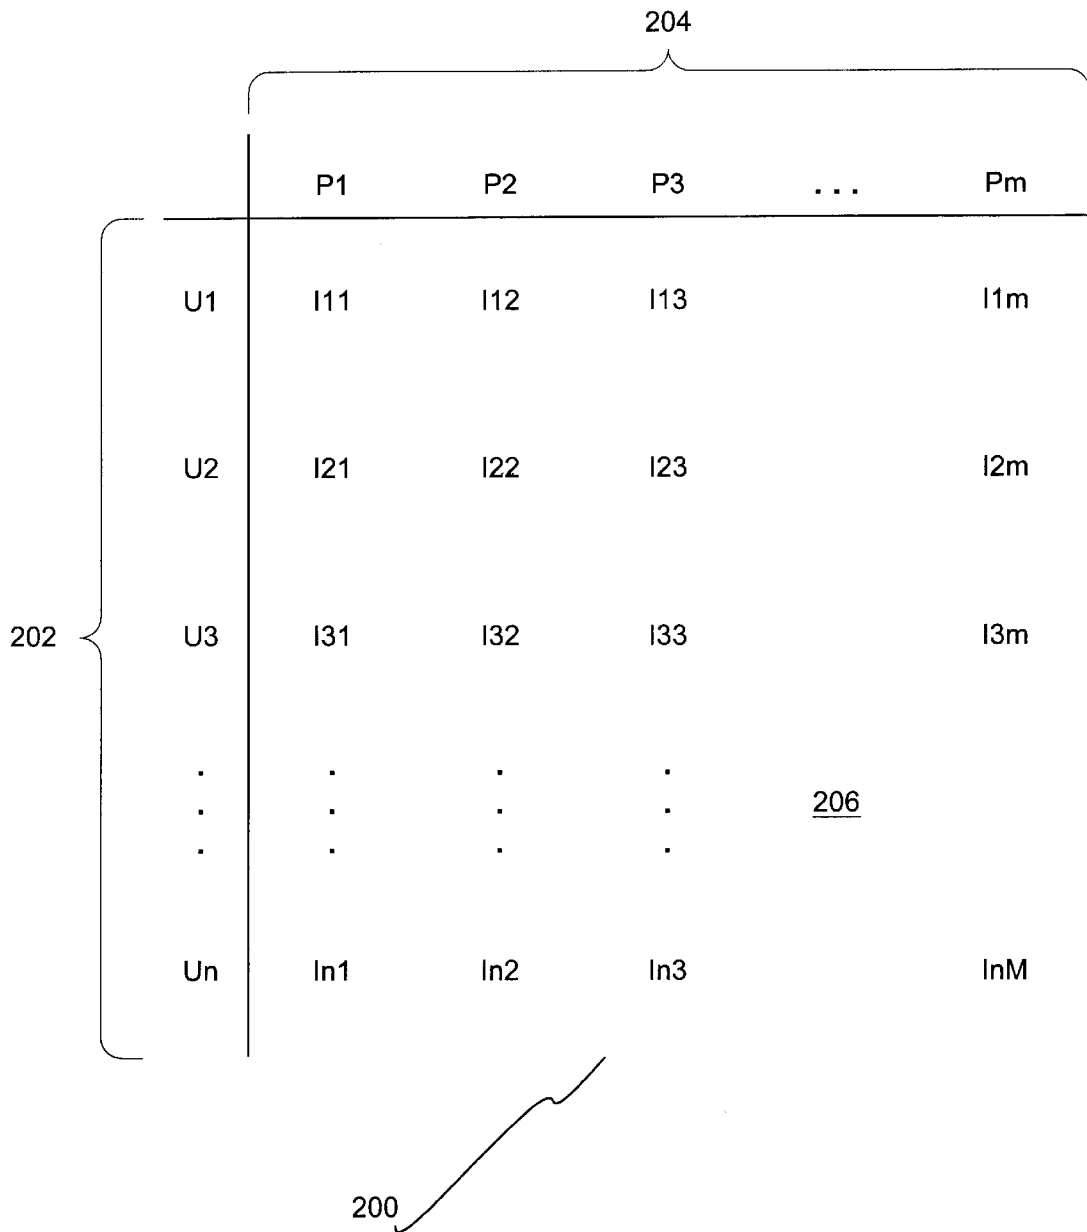 204
P1 P2 P3 . . . Pm
U1 I11 I12 I13 I1m
U2 I21 I22 I23 I2m
202 U3 I31 I32 I33 I3m
. . . .
. . . . 206
. . . .
Un In1 In2 In3 InM
200